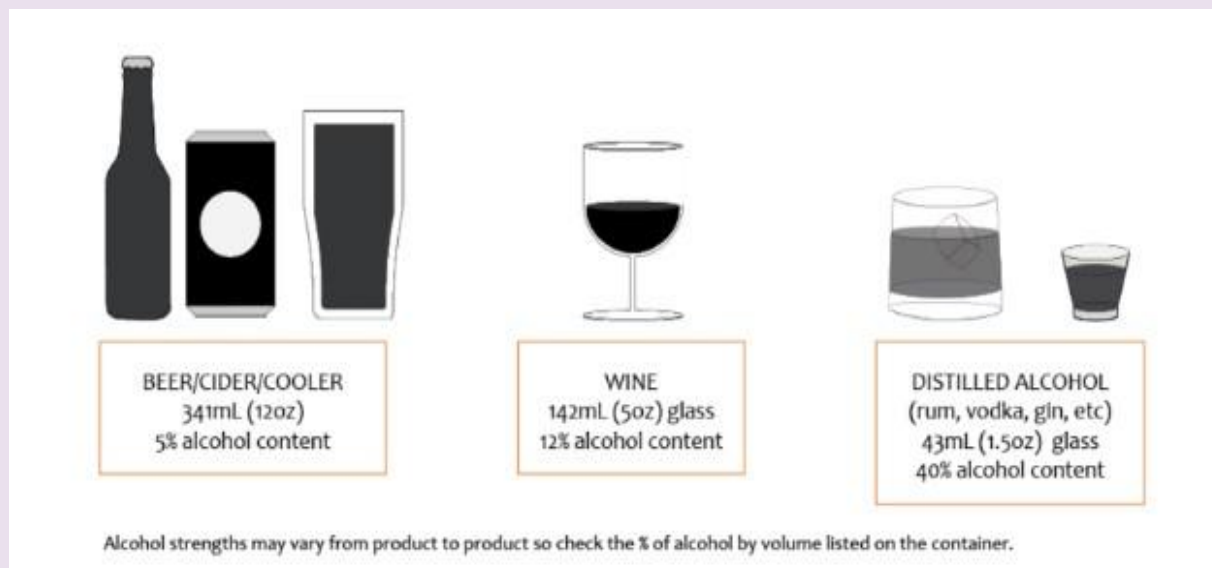 BEER/CIDER/COOLER
341mL (12oz)
5% alcohol content
WINE
142mL (5oz) glass
12% alcohol content
DISTILLED ALCOHOL
(rum, vodka, gin, etc)
43mL (1.5oz) glass
40% alcohol content
Alcohol strengths may vary from product to product so check the % of alcohol by volume listed on the container.